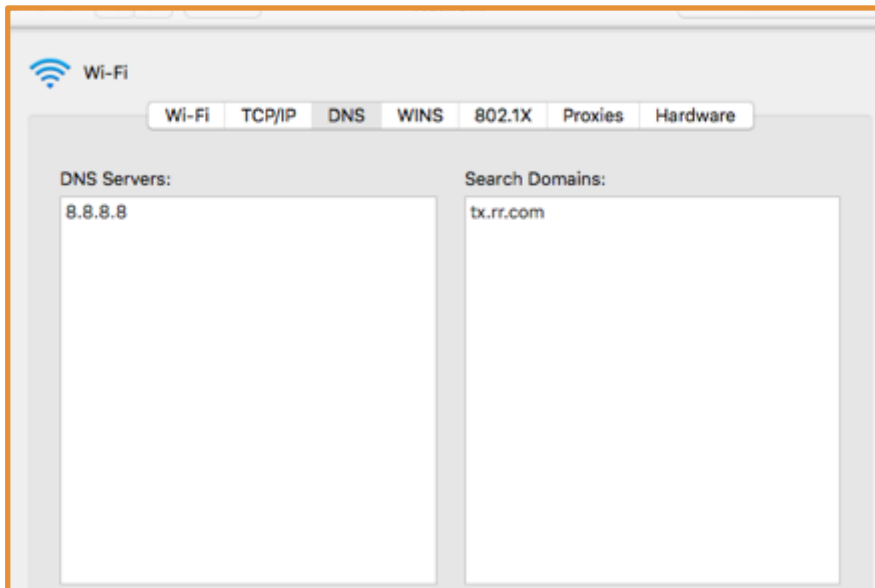 Wi-Fi
Wi-Fi TCP/IP DNS WINS 802.1X Proxies Hardware
DNS Servers: Search Domains:
8.8.8.8 tx.rr.com